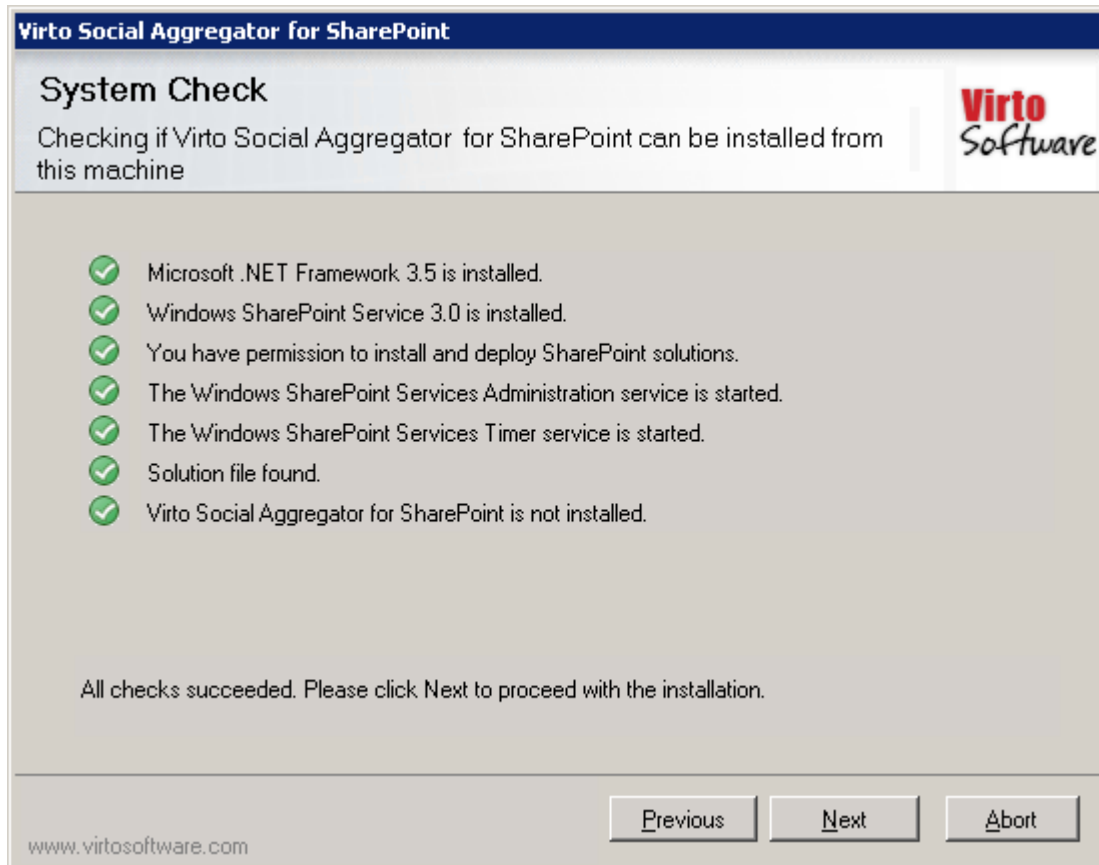 Virto Social Aggregator for SharePoint
System Check
Checking if Virto Social Aggregator for SharePoint can be installed from
this machine
Virto
Software
Microsoft .NET Framework 3.5 is installed.
Windows SharePoint Service 3.0 is installed.
You have permission to install and deploy SharePoint solutions.
The Windows SharePoint Services Administration service is started.
The Windows SharePoint Services Timer service is started.
Solution file found.
Virto Social Aggregator for SharePoint is not installed.
All checks succeeded. Please click Next to proceed with the installation.
Previous
Next
Abort
www.virtosoftware.com